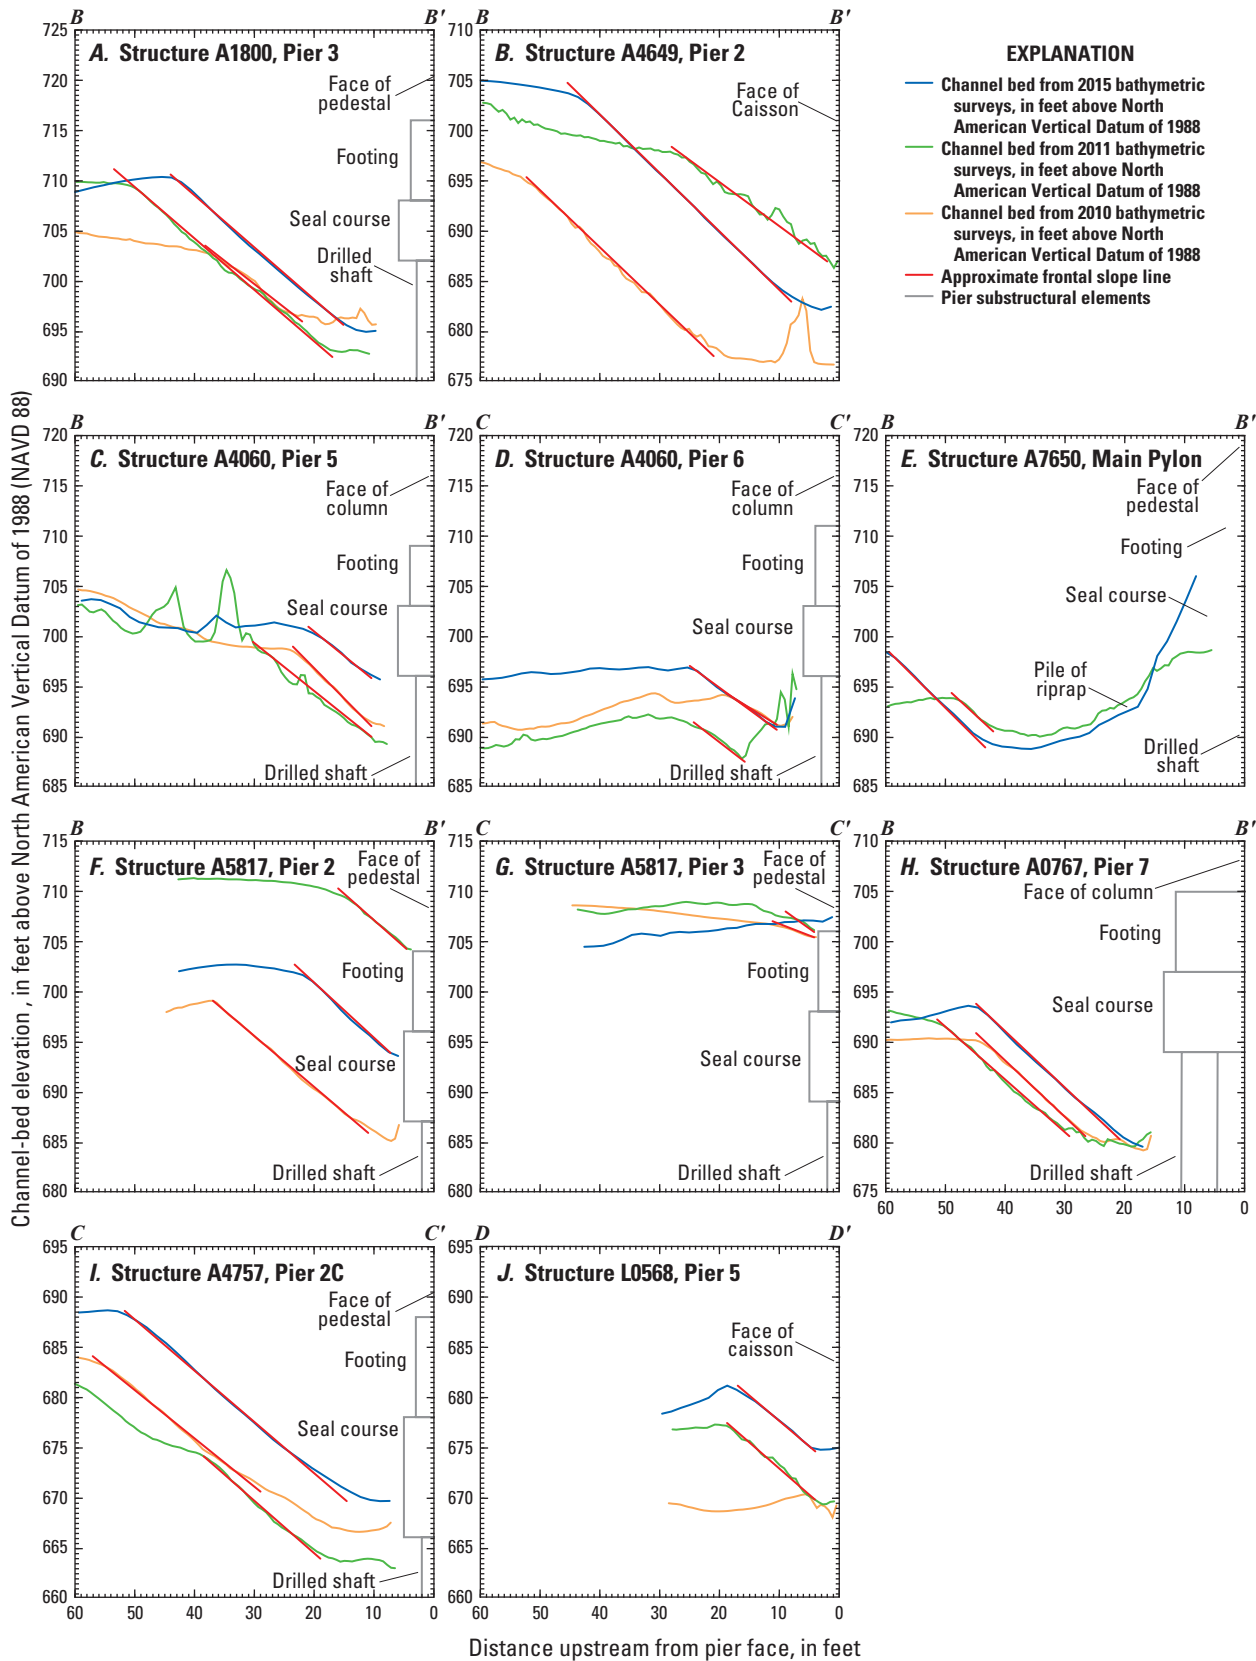 B B'
A. Structure A1800, Pier 3
Face of
pedestal
Footing
Seal course
Drilled
shaft
725
720
715
710
705
700
695
690
B B'
B. Structure A4649, Pier 2
Face of
Caisson
710
705
700
695
690
685
680
675
EXPLANATION
Channel bed from 2015 bathymetric
surveys, in feet above North
American Vertical Datum of 1988
Channel bed from 2011 bathymetric
surveys, in feet above North
American Vertical Datum of 1988
Channel bed from 2010 bathymetric
surveys, in feet above North
American Vertical Datum of 1988
Approximate frontal slope line
Pier substructural elements
Channel-bed elevation , in feet above North American Vertical Datum of 1988 (NAVD 88)
B B'
C. Structure A4060, Pier 5
Face of
column
Footing
Seal course
Drilled shaft
720
715
710
705
700
695
690
685
C C'
D. Structure A4060, Pier 6
Face of
column
Footing
Seal course
Drilled shaft
720
715
710
705
700
695
690
685
B B'
E. Structure A7650, Main Pylon
Face of
pedestal
Footing
Seal course
Pile of
riprap
Drilled
shaft
720
715
710
705
700
695
690
685
B B'
F. Structure A5817, Pier 2
Face of
pedestal
Footing
Seal course
Drilled shaft
715
710
705
700
695
690
685
680
C C'
G. Structure A5817, Pier 3
Face of
pedestal
Footing
Seal course
Drilled shaft
715
710
705
700
695
690
685
680
B B'
H. Structure A0767, Pier 7
Face of column
Footing
Seal course
Drilled shaft
710
705
700
695
690
685
680
675
60 50 40 30 20 10 0
C C'
I. Structure A4757, Pier 2C
Face of
pedestal
Footing
Seal course
Drilled shaft
695
690
685
680
675
670
665
660
60 50 40 30 20 10 0
D D'
J. Structure L0568, Pier 5
Face of
caisson
695
690
685
680
675
670
665
660
60 50 40 30 20 10 0
Distance upstream from pier face, in feet